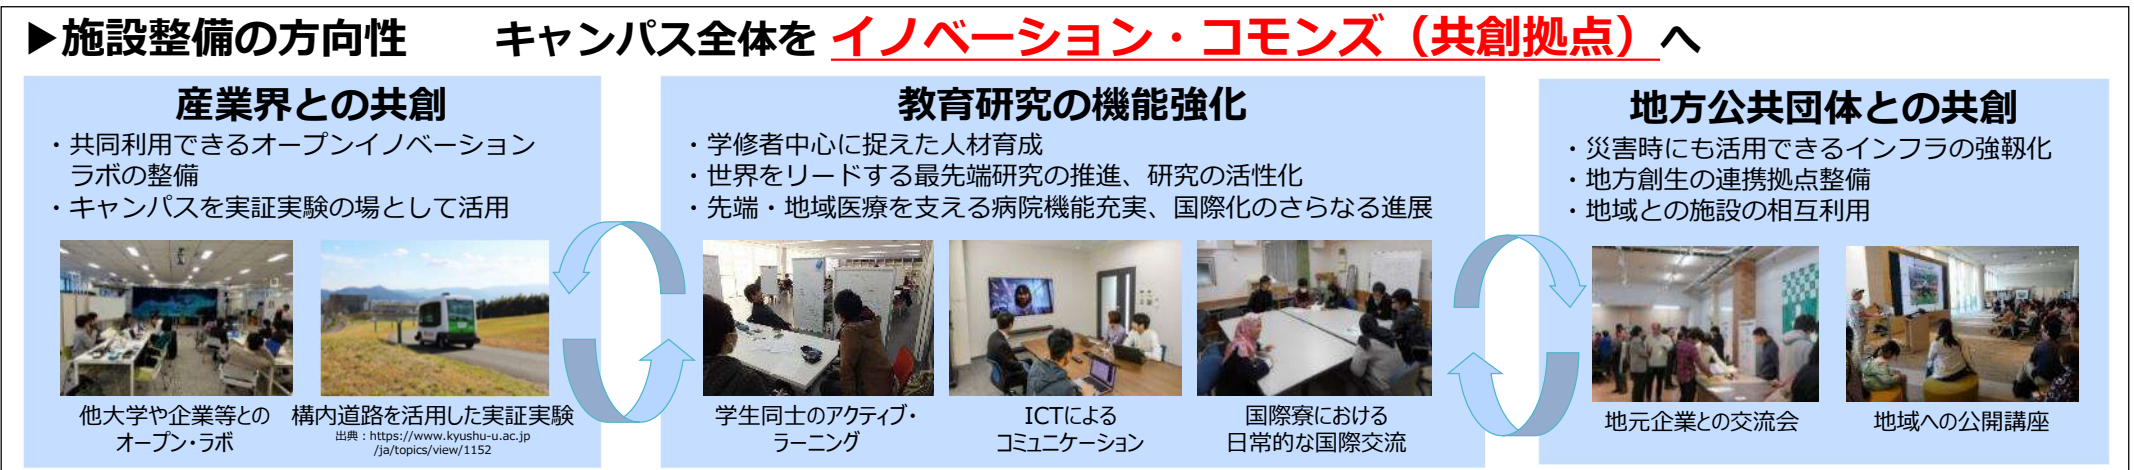 ▶施設整備の方向性　　キャンパス全体を イノベーション・コモンズ（共創拠点）へ
産業界との共創
・共同利用できるオープンイノベーション
ラボの整備
・キャンパスを実証実験の場として活用
他大学や企業等との
オープン・ラボ
構内道路を活用した実証実験
出典：https://www.kyushu-u.ac.jp
/ja/topics/view/1152
教育研究の機能強化
・学修者中心に捉えた人材育成
・世界をリードする最先端研究の推進、研究の活性化
・先端・地域医療を支える病院機能充実、国際化のさらなる進展
学生同士のアクティブ・
ラーニング
ICTによる
コミュニケーション
国際寮における
日常的な国際交流
地方公共団体との共創
・災害時にも活用できるインフラの強靱化
・地方創生の連携拠点整備
・地域との施設の相互利用
地元企業との交流会
地域への公開講座